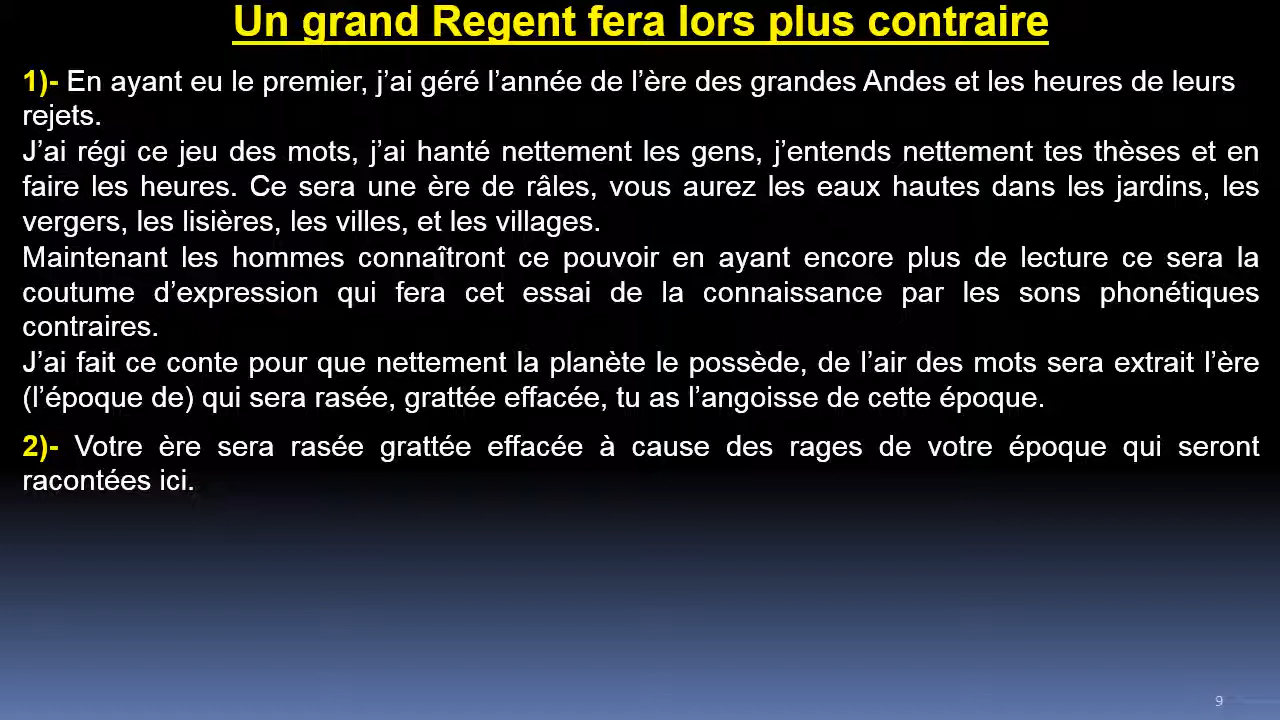 Un grand Regent fera lors plus contraire
1)- En ayant eu le premier, j’ai géré l’année de l’ère des grandes Andes et les heures de leurs
rejets.
J’ai régi ce jeu des mots, j’ai hanté nettement les gens, j’entends nettement tes thèses et en
faire les heures. Ce sera une ère de râles, vous aurez les eaux hautes dans les jardins, les
vergers, les lisières, les villes, et les villages.
Maintenant les hommes connaîtront ce pouvoir en ayant encore plus de lecture ce sera la
coutume d’expression qui fera cet essai de la connaissance par les sons phonétiques
contraires.
J’ai fait ce conte pour que nettement la planète le possède, de l’air des mots sera extrait l’ère
(l’époque de) qui sera rasée, grattée effacée, tu as l’angoisse de cette époque.
2)- Votre ère sera rasée grattée effacée à cause des rages de votre époque qui seront
racontées ici.
9